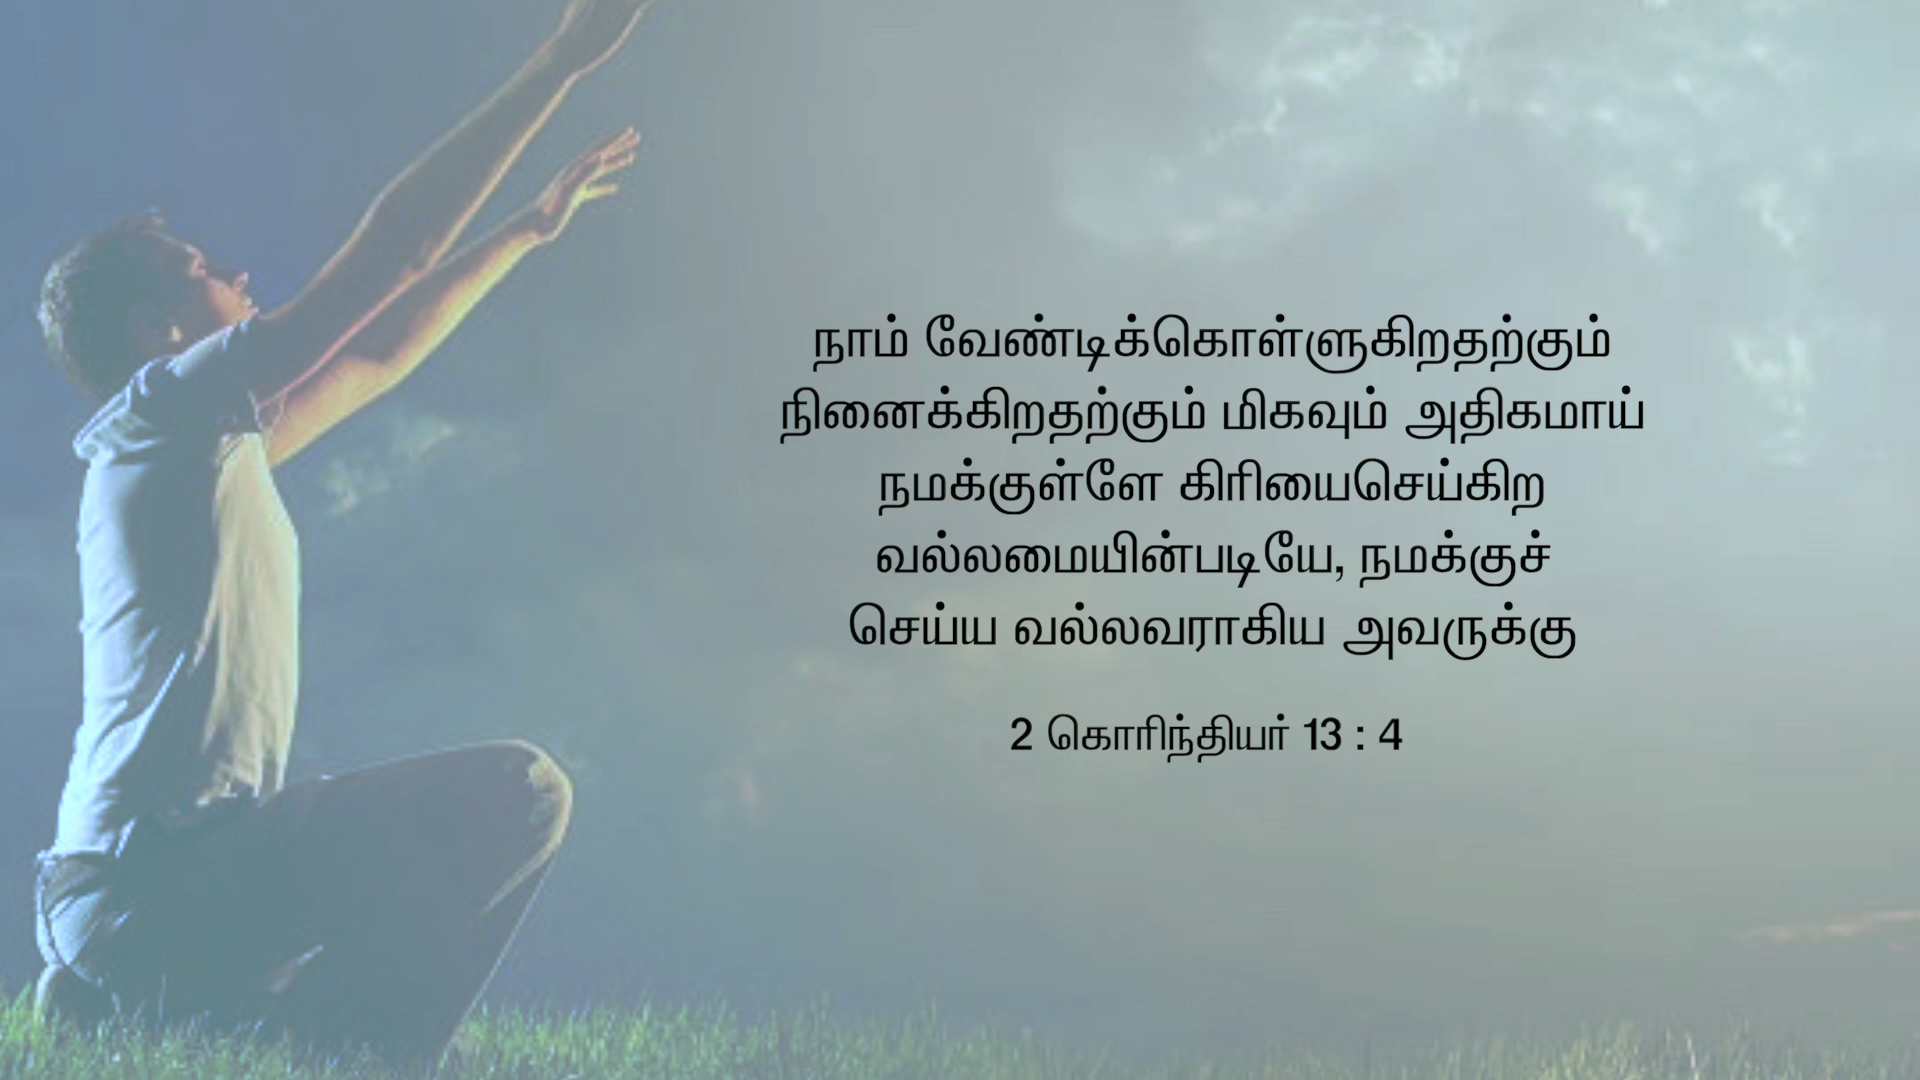 நாம் வேண்டிக்கொள்ளுகிறதற்கும்
நினைக்கிறதற்கும் மிகவும் அதிகமாய்
நமக்குள்ளே கிரியைசெய்கிற
வல்லமையின்படியே, நமக்குச்
செய்ய வல்லவராகிய அவருக்கு
2 கொரிந்தியர் 13 : 4